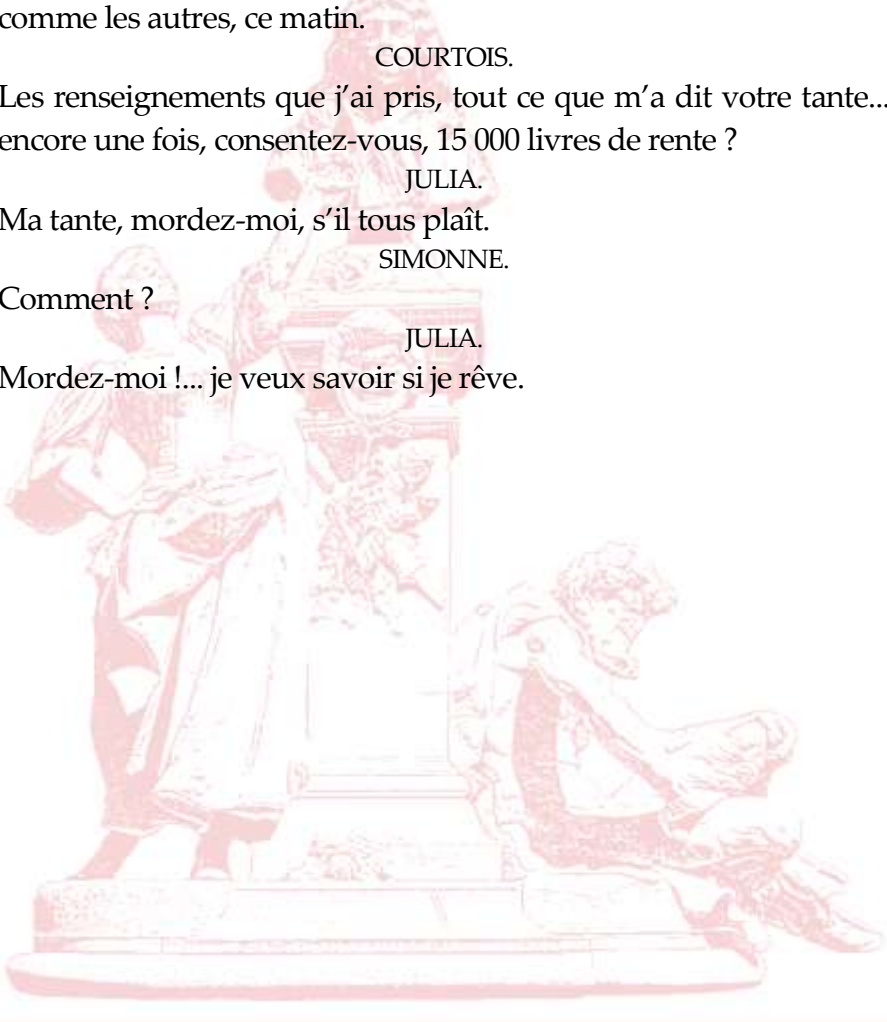 comme les autres, ce matin.
COURTOIS.
Les renseignements que j’ai pris, tout ce que m’a dit votre tante...
encore une fois, consentez-vous, 15 000 livres de rente ?
JULIA.
Ma tante, mordez-moi, s’il tous plaît.
SIMONNE.
Comment ?
JULIA.
Mordez-moi !... je veux savoir si je rêve.